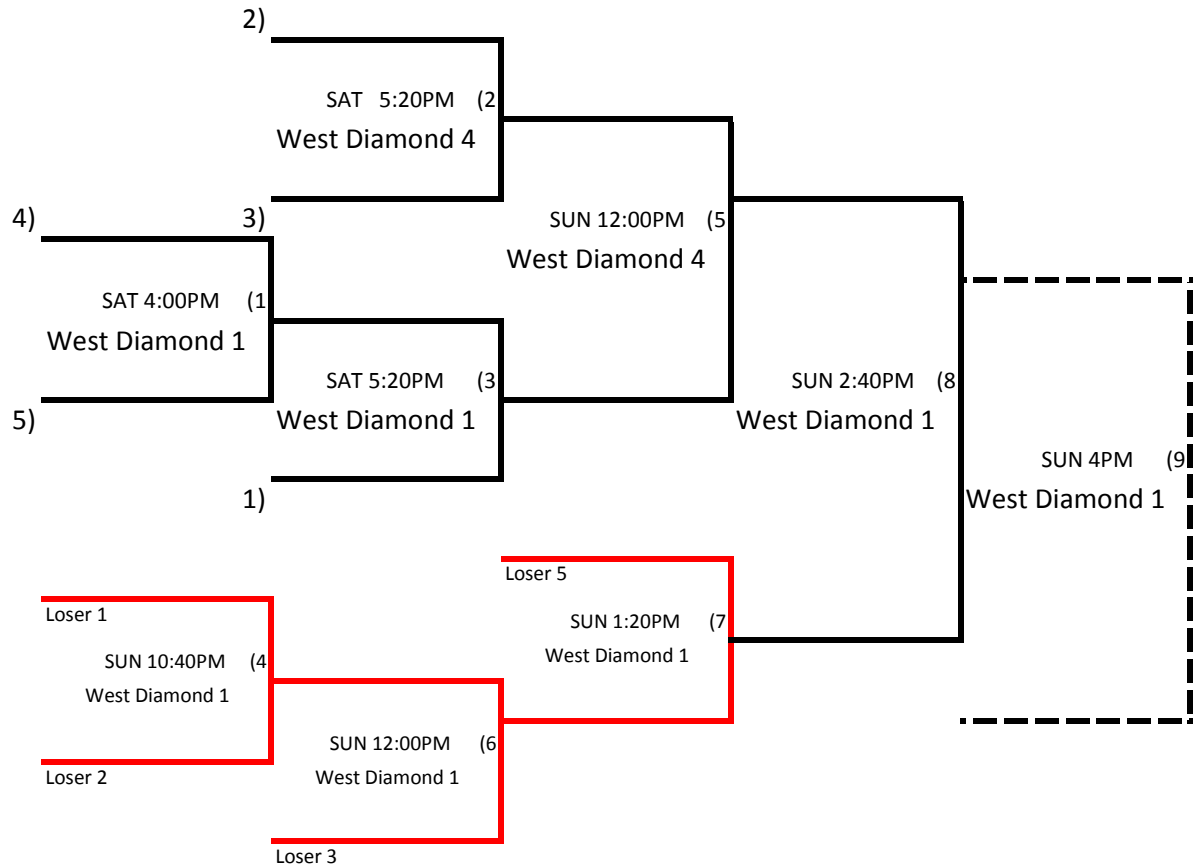 2)
SAT 5:20PM (2
West Diamond 4
4)
3)
SUN 12:00PM (5
West Diamond 4
SAT 4:00PM (1
West Diamond 1
SAT 5:20PM (3
West Diamond 1
SUN 2:40PM (8
West Diamond 1
5)
SUN 4PM (9
West Diamond 1
1)
Loser 5
Loser 1
SUN 1:20PM (7
West Diamond 1
SUN 10:40PM (4
West Diamond 1
SUN 12:00PM (6
West Diamond 1
Loser 2
Loser 3